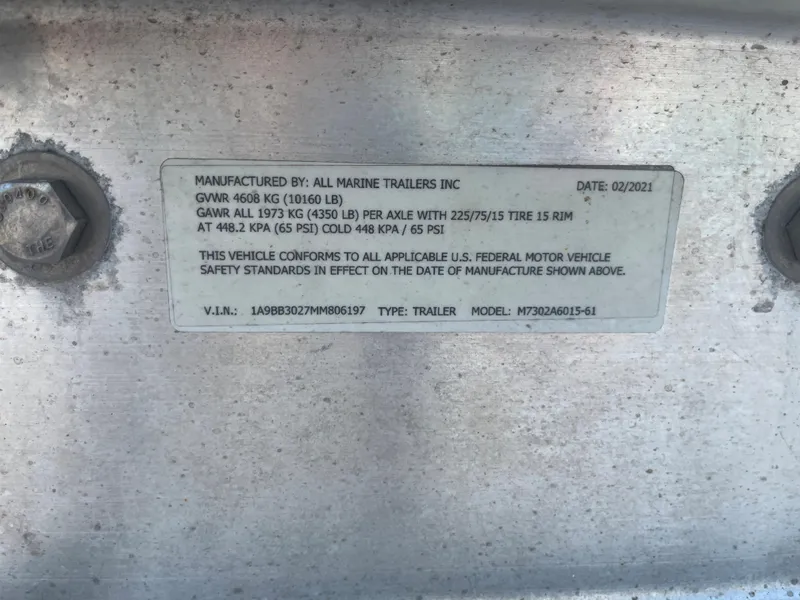 MANUFACTURED BY: ALL MARINE TRAILERS INC DATE: 02/2021
GVWR 4608 KG (10160 LB)
GAWR ALL 1973 KG (4350 LB) PER AXLE WITH 225/75/15 TIRE 15 RIM
AT 448.2 KPA (65 PSI) COLD 448 KPA / 65 PSI
THIS VEHICLE CONFORMS TO ALL APPLICABLE U.S. FEDERAL MOTOR VEHICLE
SAFETY STANDARDS IN EFFECT ON THE DATE OF MANUFACTURE SHOWN ABOVE.
V.I.N.: 1A9BB3027MM806197 TYPE: TRAILER MODEL: M7302A6015-61
THE